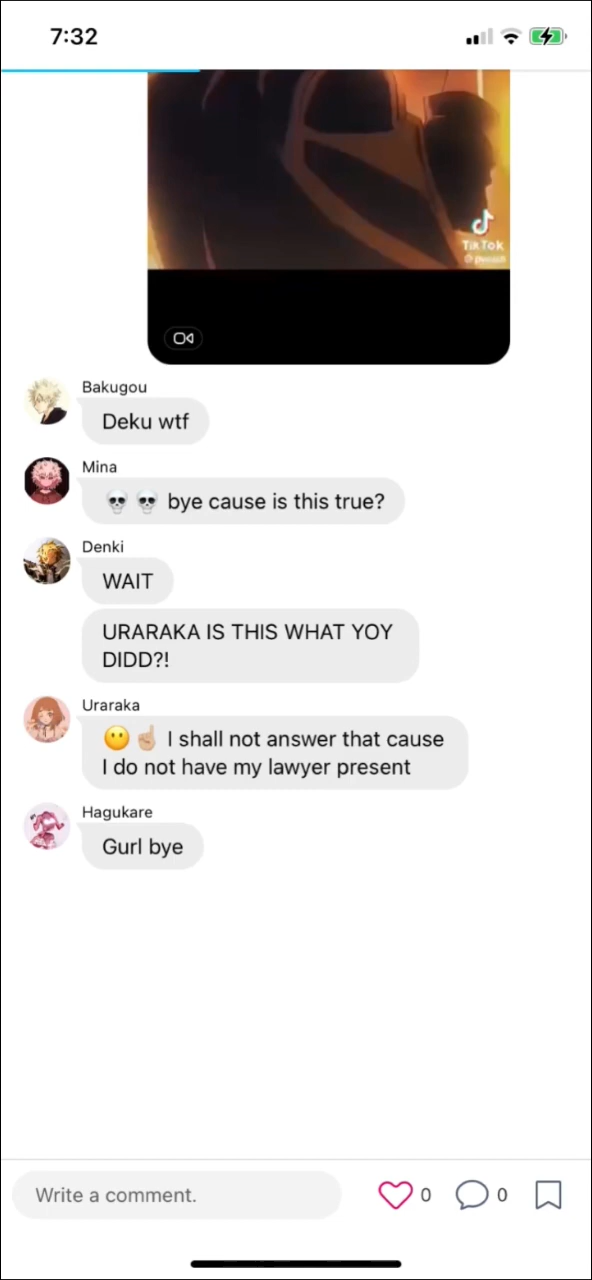 7:32
TikTok
Bakugou
Deku wtf
Mina
💀 💀 bye cause is this true?
Denki
WAIT
URARAKA IS THIS WHAT YOY
DIDD?!
Uraraka
😶 ☝🏼 I shall not answer that cause
I do not have my lawyer present
Hagukare
Gurl bye
Write a comment.
0
0